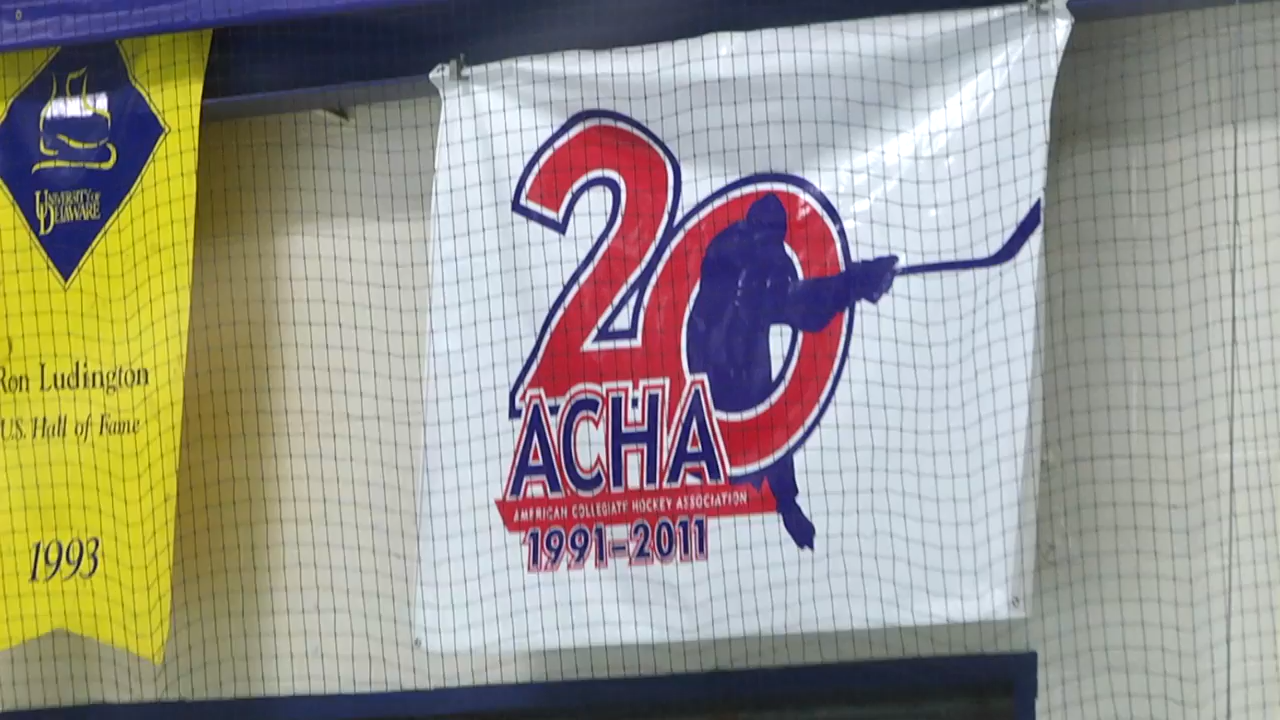 UNIVERSITY OF
DELAWARE
Ron Ludington
U.S. Hall of Fame
1993
20
ACHA
AMERICAN COLLEGIATE HOCKEY ASSOCIATION
1991-2011